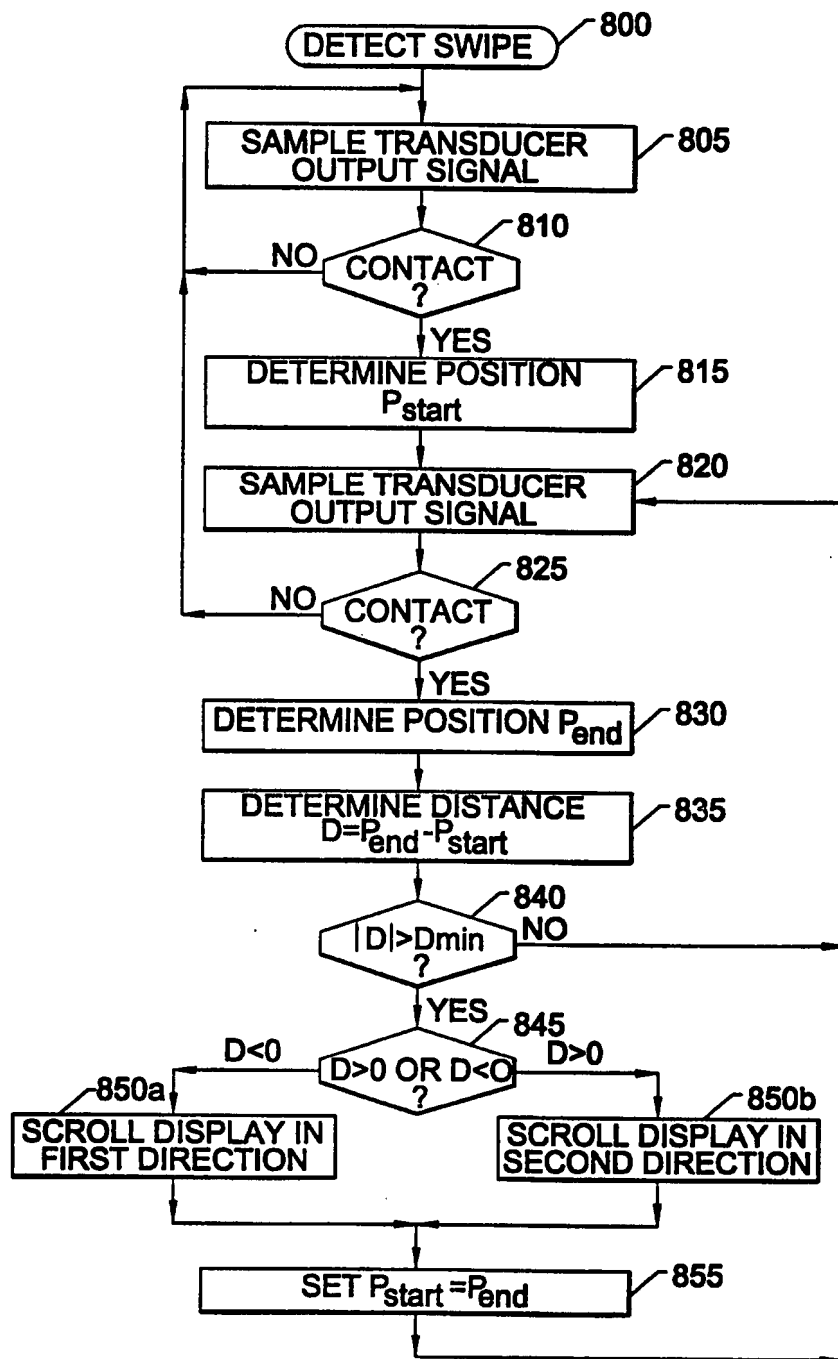 DETECT SWIPE
800
SAMPLE TRANSDUCER
OUTPUT SIGNAL
805
810
CONTACT
?
NO
YES
DETERMINE POSITION
Pstart
815
SAMPLE TRANSDUCER
OUTPUT SIGNAL
820
825
CONTACT
?
NO
YES
DETERMINE POSITION Pend
830
DETERMINE DISTANCE
D=Pend-Pstart
835
840
|D|>Dmin
?
NO
YES
845
D<0
D>0 OR D<O
?
D>0
850a
SCROLL DISPLAY IN
FIRST DIRECTION
850b
SCROLL DISPLAY IN
SECOND DIRECTION
SET Pstart=Pend
855